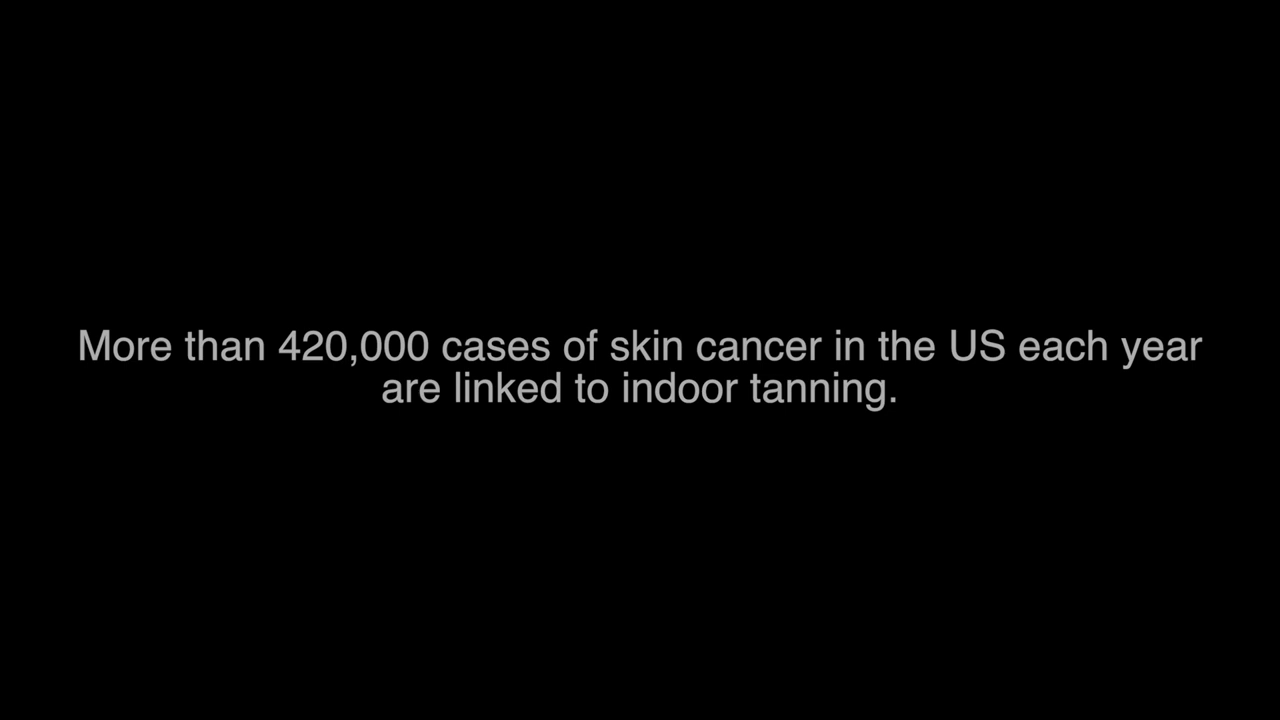 More than 420,000 cases of skin cancer in the US each year
are linked to indoor tanning.